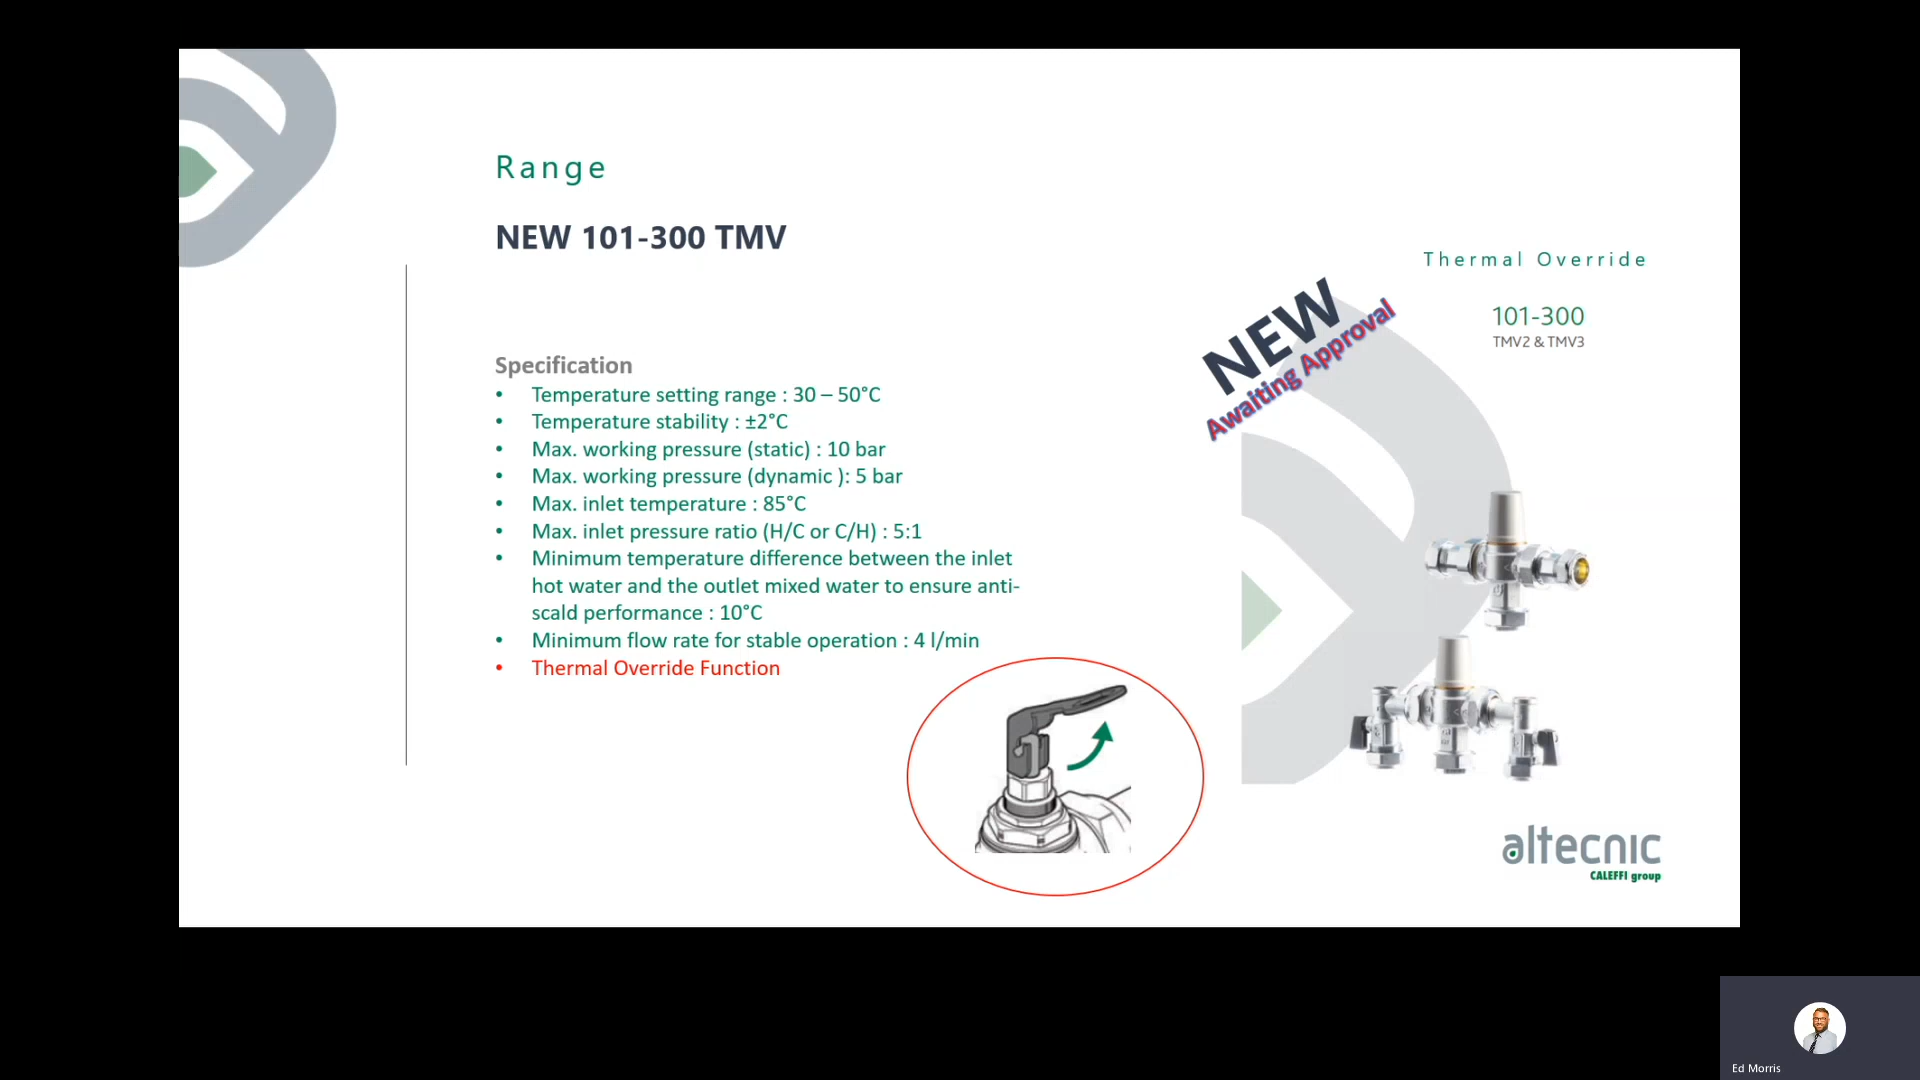 Range
NEW 101-300 TMV
Thermal Override
101-300
TMV2 & TMV3
NEW
Awaiting Approval
Specification
• Temperature setting range : 30 – 50°C
• Temperature stability : ±2°C
• Max. working pressure (static) : 10 bar
• Max. working pressure (dynamic ): 5 bar
• Max. inlet temperature : 85°C
• Max. inlet pressure ratio (H/C or C/H) : 5:1
• Minimum temperature difference between the inlet
hot water and the outlet mixed water to ensure anti-
scald performance : 10°C
• Minimum flow rate for stable operation : 4 l/min
• Thermal Override Function
altecnic
CALEFFI group
Ed Morris